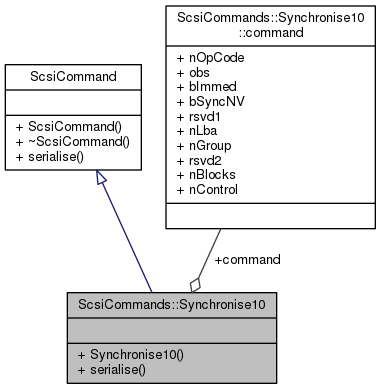 ScsiCommands::Synchronise10
::command
+ nOpCode
+ obs
+ bImmed
+ bSyncNV
+ rsvd1
+ nLba
+ nGroup
+ rsvd2
+ nBlocks
+ nControl
ScsiCommand
+ ScsiCommand()
+ ~ScsiCommand()
+ serialise()
+command
ScsiCommands::Synchronise10
+ Synchronise10()
+ serialise()